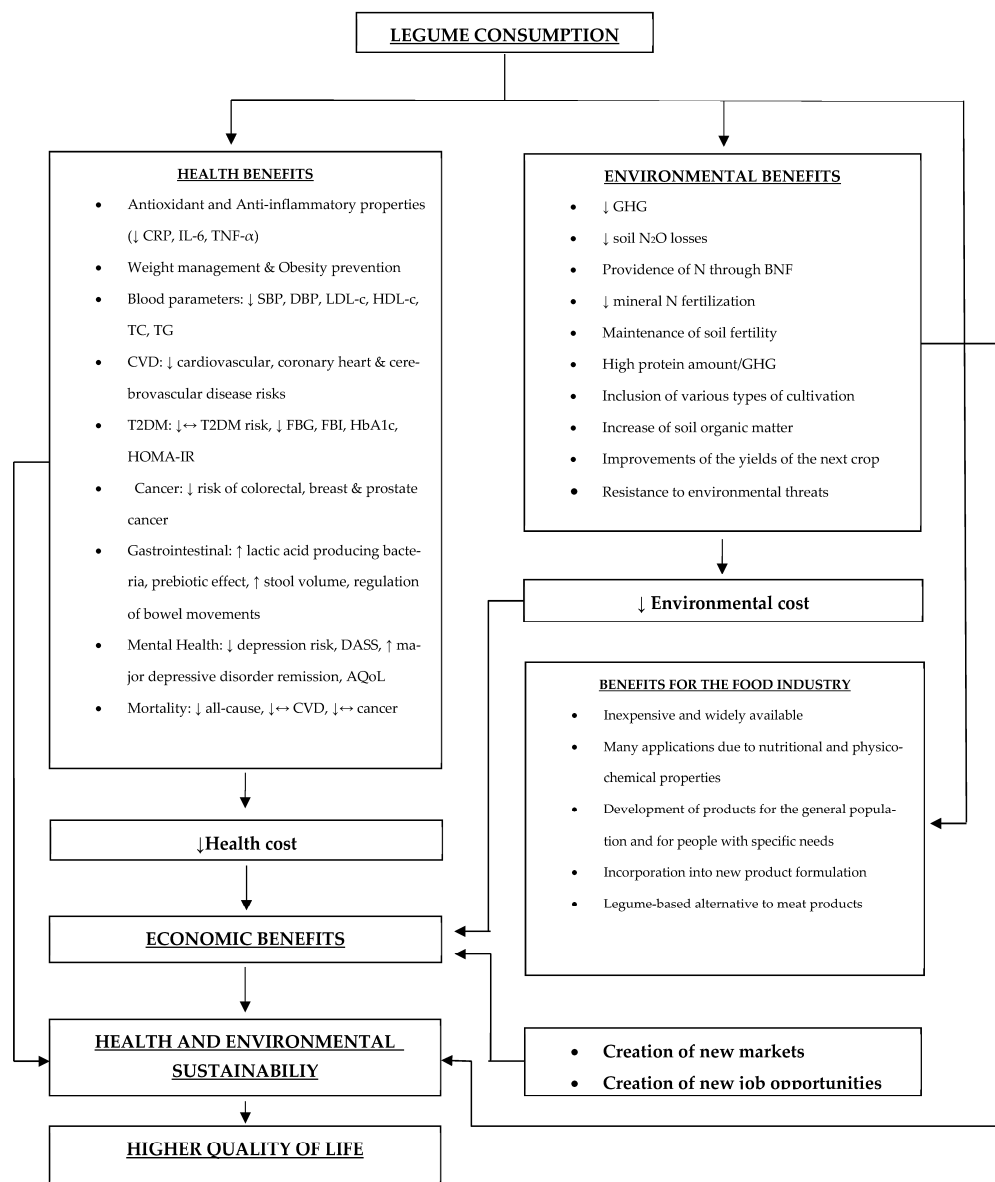 LEGUME CONSUMPTION
HEALTH BENEFITS
• Antioxidant and Anti-inflammatory properties
(↓ CRP, IL-6, TNF-α)
• Weight management & Obesity prevention
• Blood parameters: ↓ SBP, DBP, LDL-c, HDL-c,
TC, TG
• CVD: ↓ cardiovascular, coronary heart & cere-
brovascular disease risks
• T2DM: ↓↔ T2DM risk, ↓ FBG, FBI, HbA1c,
HOMA-IR
• Cancer: ↓ risk of colorectal, breast & prostate
cancer
• Gastrointestinal: ↑ lactic acid producing bacte-
ria, prebiotic effect, ↑ stool volume, regulation
of bowel movements
• Mental Health: ↓ depression risk, DASS, ↑ ma-
jor depressive disorder remission, AQoL
• Mortality: ↓ all-cause, ↓↔ CVD, ↓↔ cancer
ENVIRONMENTAL BENEFITS
• ↓ GHG
• ↓ soil N₂O losses
• Providence of N through BNF
• ↓ mineral N fertilization
• Maintenance of soil fertility
• High protein amount/GHG
• Inclusion of various types of cultivation
• Increase of soil organic matter
• Improvements of the yields of the next crop
• Resistance to environmental threats
↓ Environmental cost
BENEFITS FOR THE FOOD INDUSTRY
• Inexpensive and widely available
• Many applications due to nutritional and physico-
chemical properties
• Development of products for the general popula-
tion and for people with specific needs
• Incorporation into new product formulation
• Legume-based alternative to meat products
↓Health cost
ECONOMIC BENEFITS
HEALTH AND ENVIRONMENTAL
SUSTAINABILIY
• Creation of new markets
• Creation of new job opportunities
HIGHER QUALITY OF LIFE